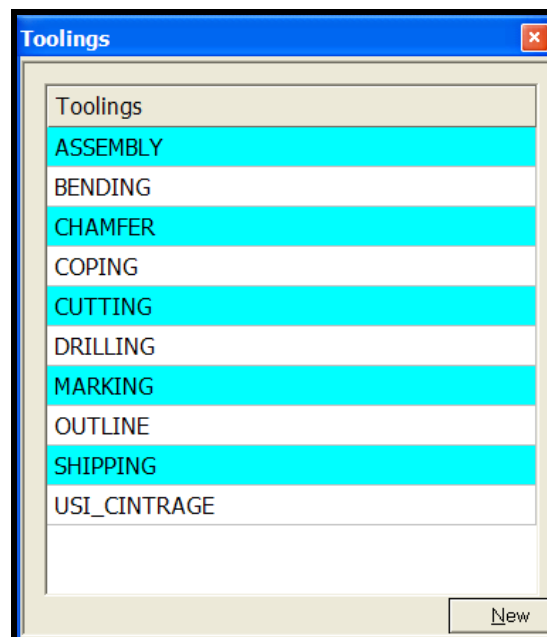 Toolings
Toolings
ASSEMBLY
BENDING
CHAMFER
COPING
CUTTING
DRILLING
MARKING
OUTLINE
SHIPPING
USI_CINTRAGE
New